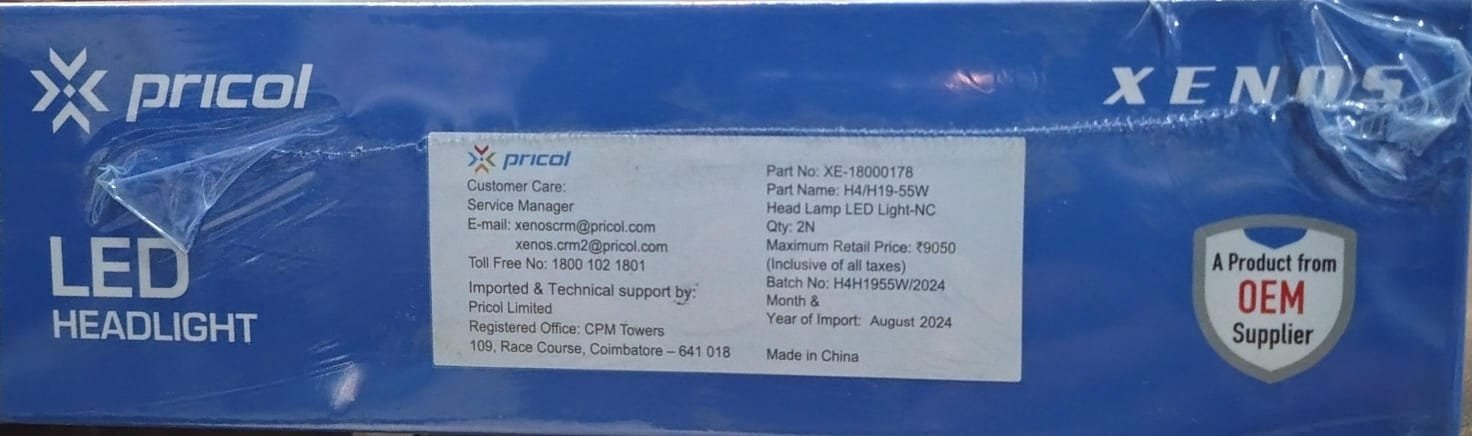 pricol
XENOS
LED
HEADLIGHT
pricol
Customer Care:
Service Manager
E-mail: xenoscrm@pricol.com
xenos.crm2@pricol.com
Toll Free No: 1800 102 1801
Imported & Technical support by:
Pricol Limited
Registered Office: CPM Towers
109, Race Course, Coimbatore – 641 018
Part No: XE-18000178
Part Name: H4/H19-55W
Head Lamp LED Light-NC
Qty: 2N
Maximum Retail Price: ₹9050
(Inclusive of all taxes)
Batch No: H4H1955W/2024
Month &
Year of Import: August 2024
Made in China
A Product from
OEM
Supplier